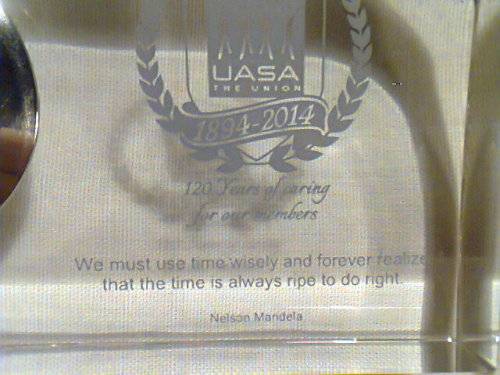 UASA
THE UNION
1894-2014
120 Years of caring
for our members
We must use time wisely and forever realize
that the time is always ripe to do right.
Nelson Mandela